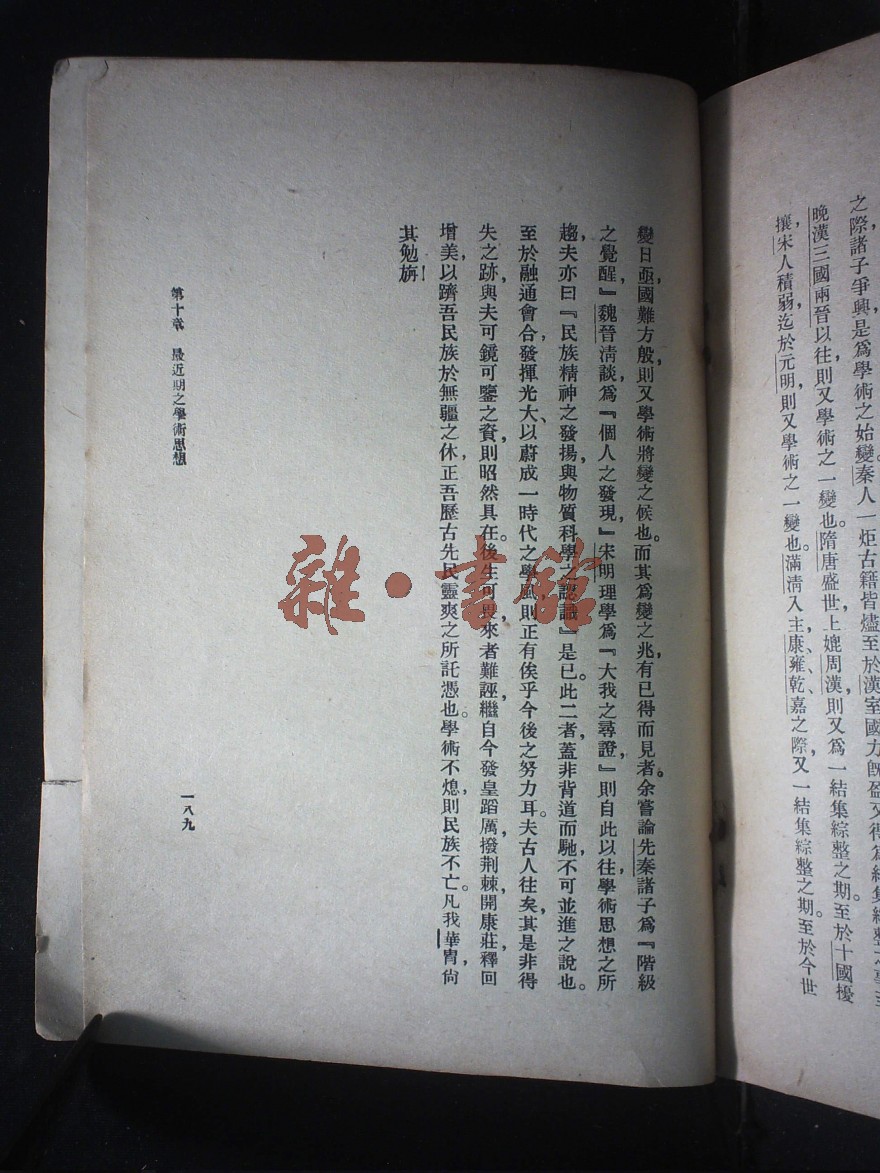 之際，諸子爭興，是爲學術之始變。秦人一炬，古籍皆燼，至於漢室，國方
晚漢三國兩晉以往，則又學術之一變也。隋唐盛世，上媲周漢，則又爲一結集綜整之期。至於十國擾
攘，宋人積弱，迄於元明，則又學術之一變也。滿清入主，康、雍、乾、嘉之際，又一結集綜整之期。至於今世
變日亟，國難方殷，則又學術將變之候也。而其爲變之兆，有已得而見者。余嘗論先秦諸子爲『階級
之覺醒』，魏晉清談爲『個人之發現』，宋明理學爲『大我之尋證』，則自此以往，學術思想之所
趨，夫亦曰『民族精神之發揚與物質科學之認識』是已。此二者蓋非背道而馳不可並進之說也。
至於融通會合，發揮光大，以蔚成一時代之學，則正有俟乎今後之努力耳。夫古人往矣，其是非得
失之跡，與夫可鏡可鑒之資，則昭然具在。後生可畏，來者難誣，繼自今發皇蹈厲，撥荊棘，開康莊，釋回
增美，以躋吾民族於無疆之休，正吾歷古先民靈爽之所託憑也。學術不熄，則民族不亡。凡我華胄，尙
其勉旃！
第十章　最近期之學術思想
一八九
雜·書館